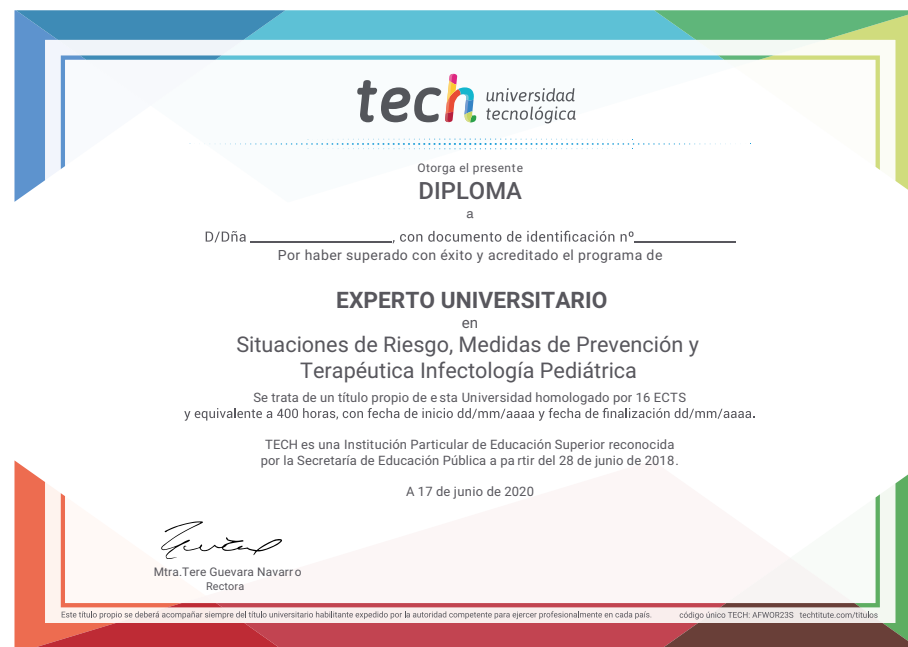 tech universidad
tecnológica
Otorga el presente
DIPLOMA
a
D/Dña , con documento de identificación nº
Por haber superado con éxito y acreditado el programa de
EXPERTO UNIVERSITARIO
en
Situaciones de Riesgo, Medidas de Prevención y
Terapéutica Infectología Pediátrica
Se trata de un título propio de esta Universidad homologado por 16 ECTS
y equivalente a 400 horas, con fecha de inicio dd/mm/aaaa y fecha de finalización dd/mm/aaaa.
TECH es una Institución Particular de Educación Superior reconocida
por la Secretaría de Educación Pública a partir del 28 de junio de 2018.
A 17 de junio de 2020
Mtra.Tere Guevara Navarro
Rectora
Este título propio se deberá acompañar siempre del título universitario habilitante expedido por la autoridad competente para ejercer profesionalmente en cada país. código único TECH: AFWOR23S techtitute.com/titulos